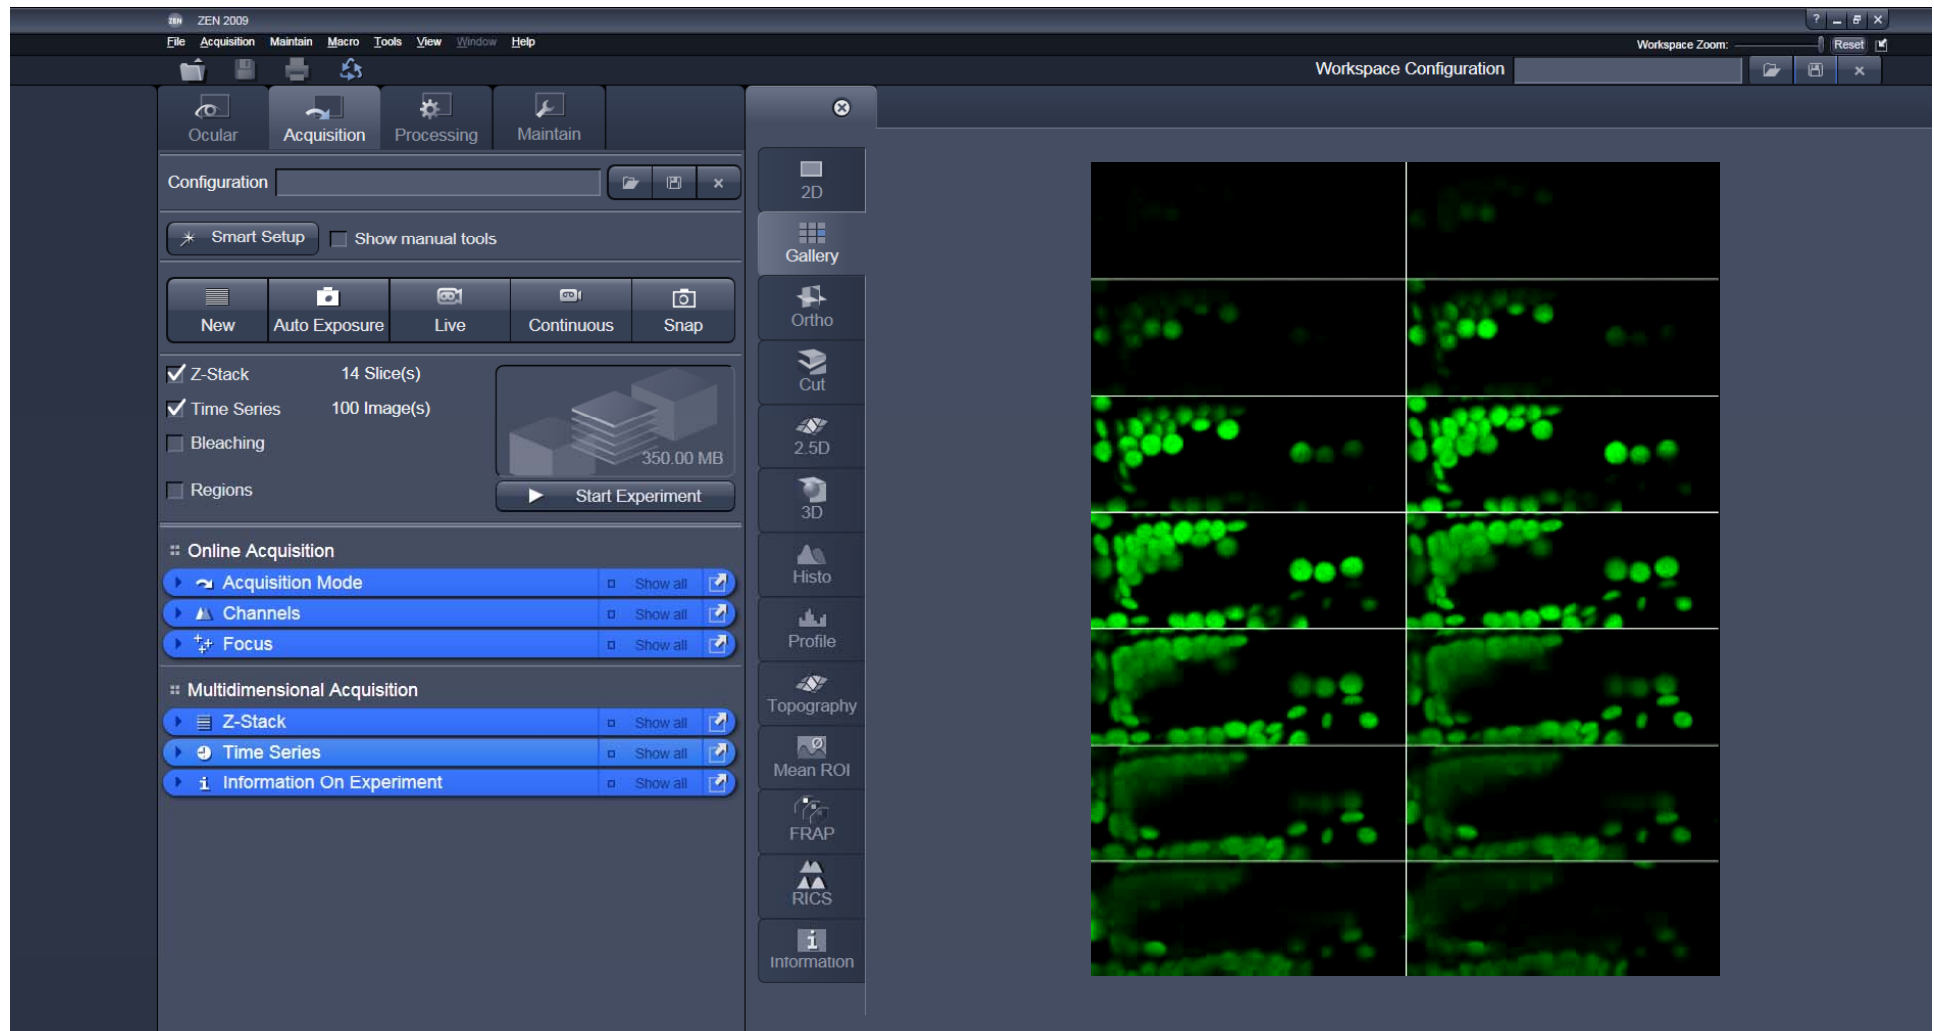 ZEN ZEN 2009
? – X
File Acquisition Maintain Macro Tools View Window Help
Workspace Zoom: Reset
Workspace Configuration
Ocular Acquisition Processing Maintain
Configuration
Smart Setup Show manual tools
New Auto Exposure Live Continuous Snap
Z-Stack 14 Slice(s)
Time Series 100 Image(s)
Bleaching
350.00 MB
Regions
Start Experiment
Online Acquisition
Acquisition Mode Show all
Channels Show all
Focus Show all
Multidimensional Acquisition
Z-Stack Show all
Time Series Show all
i Information On Experiment Show all
2D
Gallery
Ortho
Cut
2.5D
3D
Histo
Profile
Topography
Mean ROI
FRAP
RICS
i
Information